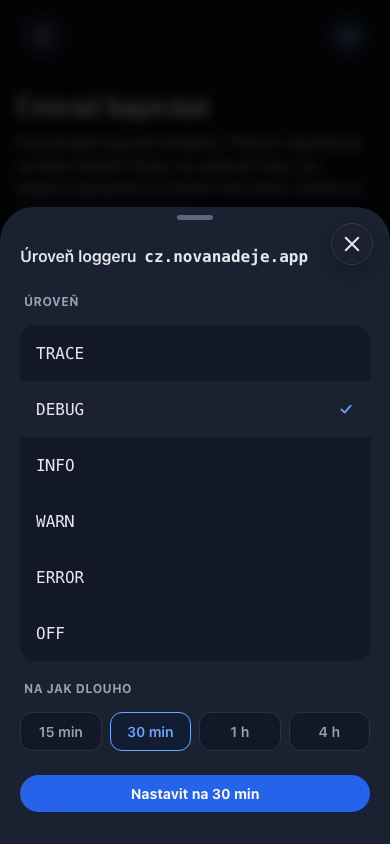 Úroveň loggeru cz.novanadeje.app
ÚROVEŇ
TRACE
DEBUG
INFO
WARN
ERROR
OFF
NA JAK DLOUHO
15 min
30 min
1 h
4 h
Nastavit na 30 min